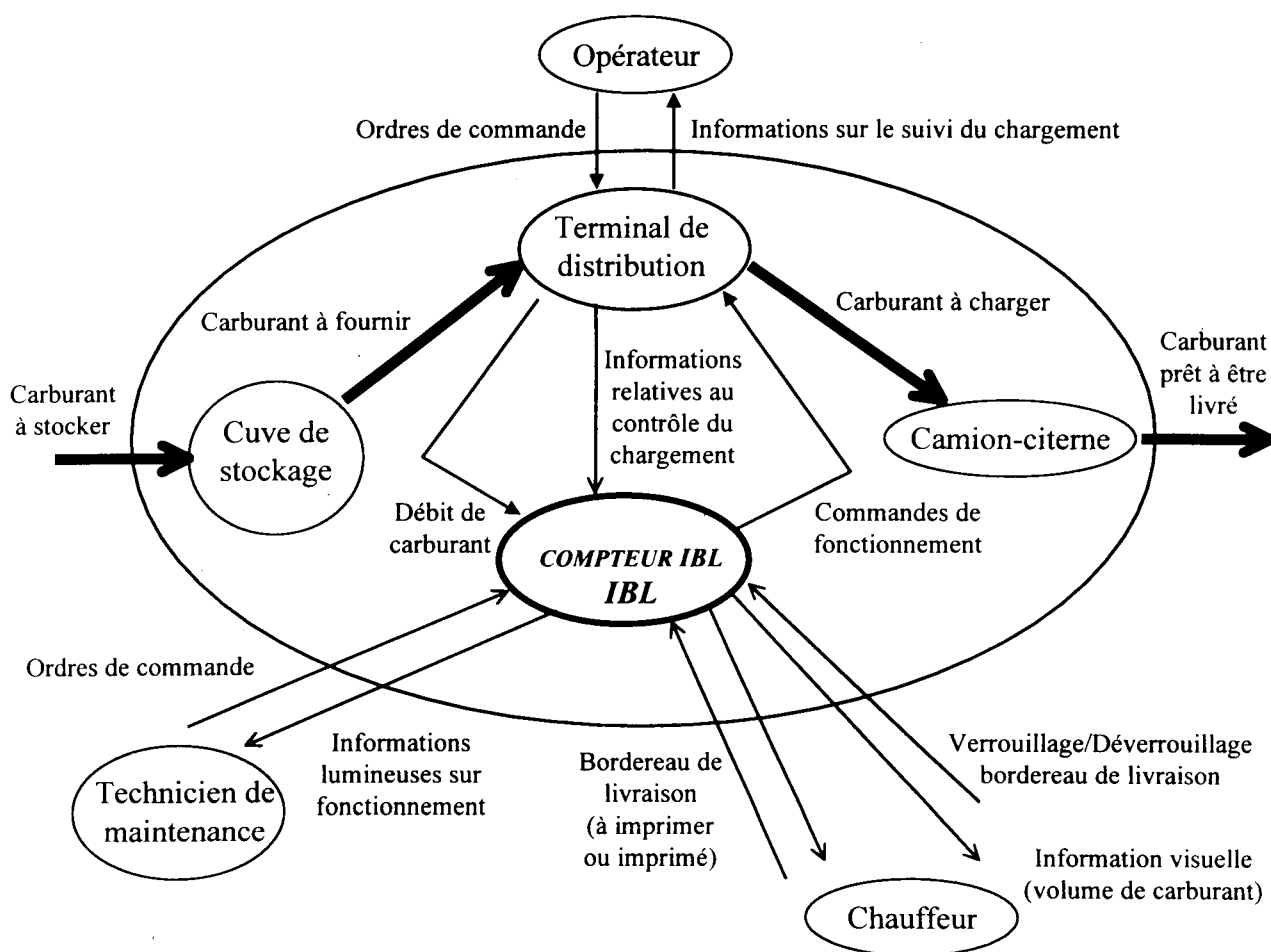 Opérateur
Ordres de commande
Informations sur le suivi du chargement
Terminal de
distribution
Carburant à fournir
Carburant à charger
Carburant
à stocker
Cuve de
stockage
Informations
relatives au
contrôle du
chargement
Carburant
prêt à être
livré
Camion-citerne
Débit de
carburant
COMPTEUR IBL
IBL
Commandes de
fonctionnement
Ordres de commande
Technicien de
maintenance
Informations
lumineuses sur
fonctionnement
Bordereau de
livraison
(à imprimer
ou imprimé)
Verrouillage/Déverrouillage
bordereau de livraison
Information visuelle
(volume de carburant)
Chauffeur